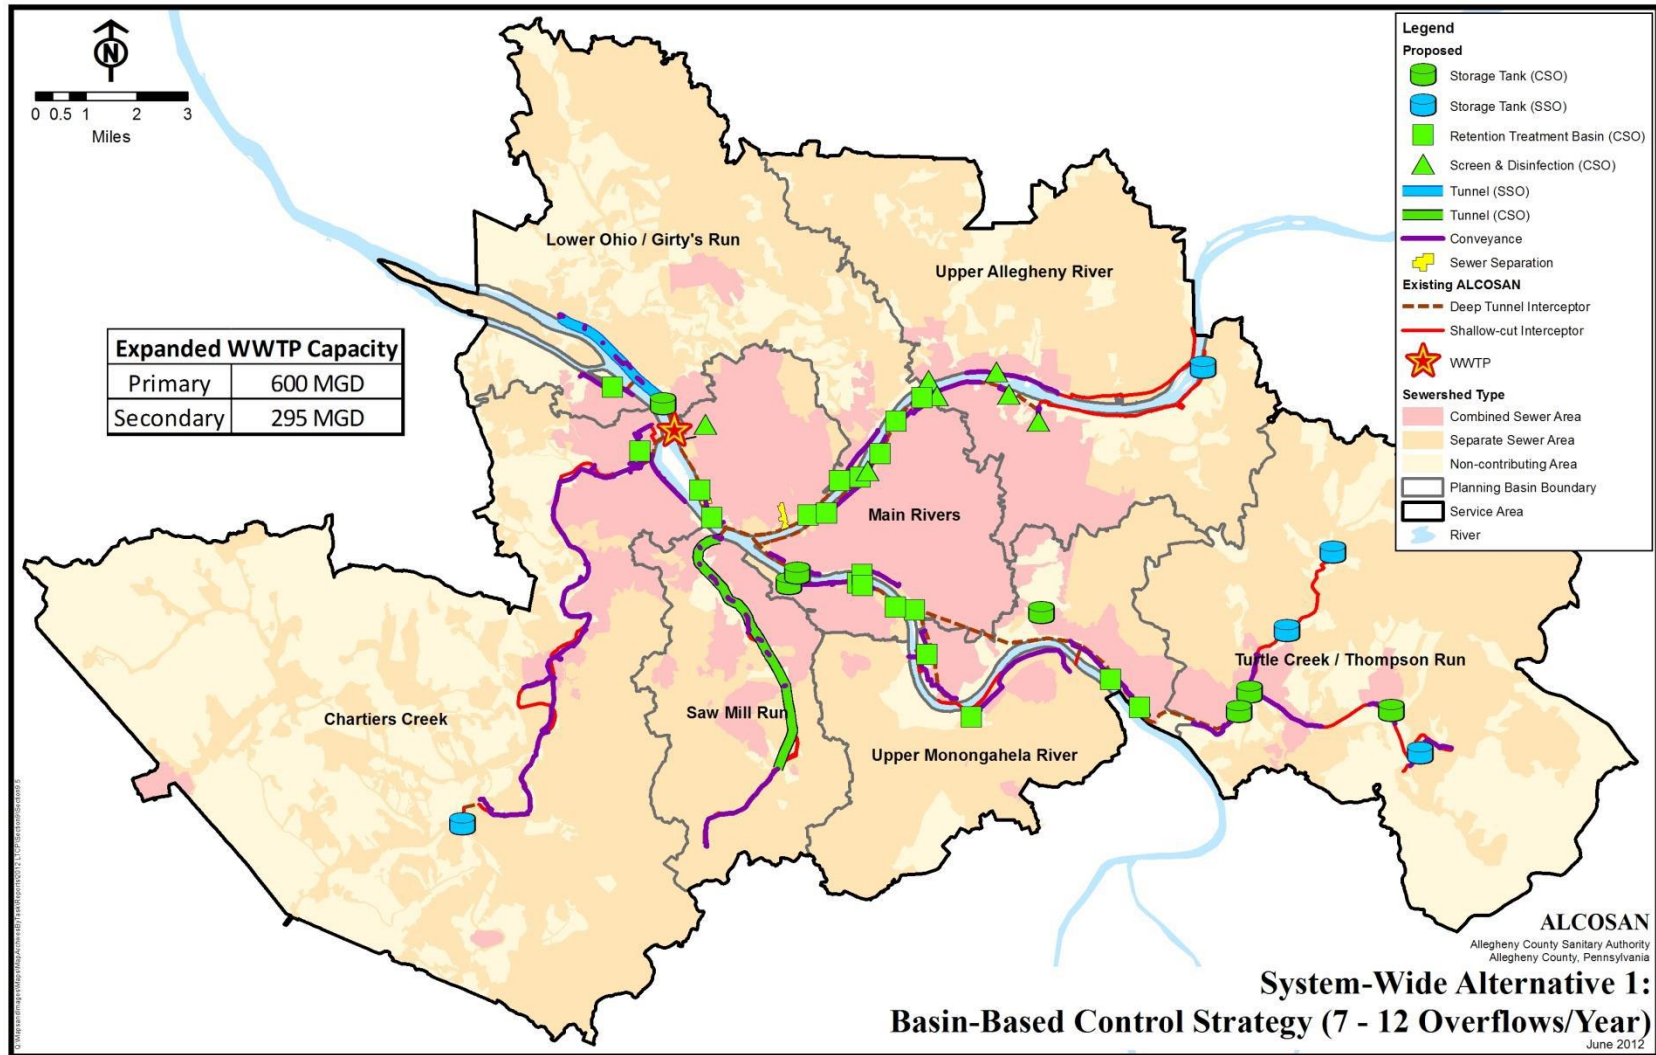 N
0 0.5 1 2 3
Miles
Legend
Proposed
Storage Tank (CSO)
Storage Tank (SSO)
Retention Treatment Basin (CSO)
Screen & Disinfection (CSO)
Tunnel (SSO)
Tunnel (CSO)
Conveyance
Sewer Separation
Existing ALCOSAN
Deep Tunnel Interceptor
Shallow-cut Interceptor
WWTP
Sewershed Type
Combined Sewer Area
Separate Sewer Area
Non-contributing Area
Planning Basin Boundary
Service Area
River
Lower Ohio / Girty's Run
Upper Allegheny River
Expanded WWTP Capacity
Primary 600 MGD
Secondary 295 MGD
Main Rivers
Turtle Creek / Thompson Run
Chartiers Creek
Saw Mill Run
Upper Monongahela River
ALCOSAN
Allegheny County Sanitary Authority
Allegheny County, Pennsylvania
System-Wide Alternative 1:
Basin-Based Control Strategy (7 - 12 Overflows/Year)
June 2012